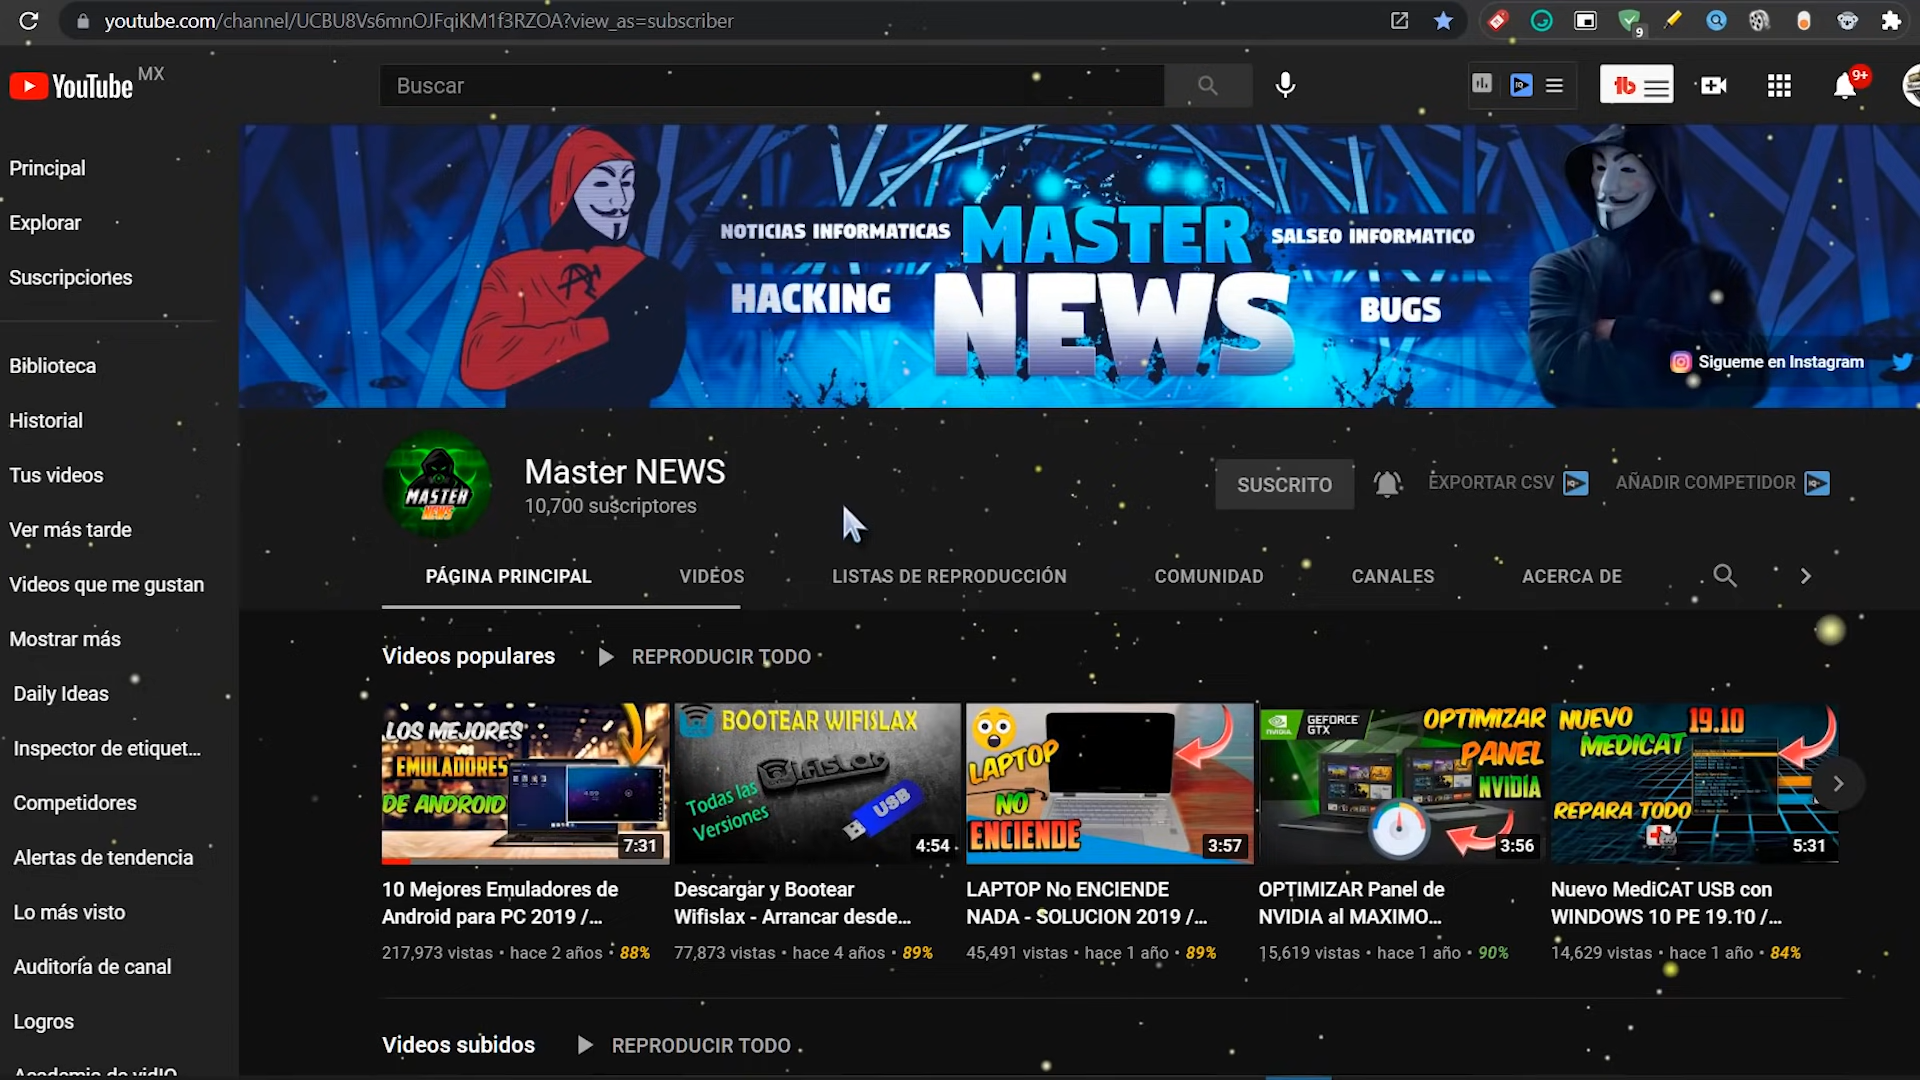 youtube.com/channel/UCBU8Vs6mnOJFqiKM1f3RZOA?view_as=subscriber
9
YouTube MX
Buscar
9+
Principal
Explorar
Suscripciones
Biblioteca
Historial
Tus videos
Ver más tarde
Videos que me gustan
Mostrar más
Daily Ideas
Inspector de etiquet...
Competidores
Alertas de tendencia
Lo más visto
Auditoría de canal
Logros
Academia de vidIQ
NOTICIAS INFORMATICAS
HACKING
MASTER
NEWS
SALSEO INFORMATICO
BUGS
Sigueme en Instagram
MASTER
NEWS
Master NEWS
10,700 suscriptores
SUSCRITO
EXPORTAR CSV
AÑADIR COMPETIDOR
PÁGINA PRINCIPAL
VIDEOS
LISTAS DE REPRODUCCIÓN
COMUNIDAD
CANALES
ACERCA DE
Videos populares
REPRODUCIR TODO
LOS MEJORES
EMULADORES
DE ANDROID
7:31
BOOTEAR WIFISLAX
Wifislax
Todas las
Versiones
USB
4:54
LAPTOP
NO
ENCIENDE
3:57
NVIDIA
GEFORCE
GTX
OPTIMIZAR
PANEL
NVIDIA
3:56
NUEVO
MEDICAT
19.10
REPARA TODO
5:31
10 Mejores Emuladores de
Android para PC 2019 /...
217,973 vistas • hace 2 años • 88%
Descargar y Bootear
Wifislax - Arrancar desde...
77,873 vistas • hace 4 años • 89%
LAPTOP No ENCIENDE
NADA - SOLUCION 2019 /...
45,491 vistas • hace 1 año • 89%
OPTIMIZAR Panel de
NVIDIA al MAXIMO...
15,619 vistas • hace 1 año • 90%
Nuevo MediCAT USB con
WINDOWS 10 PE 19.10 /...
14,629 vistas • hace 1 año • 84%
Videos subidos
REPRODUCIR TODO